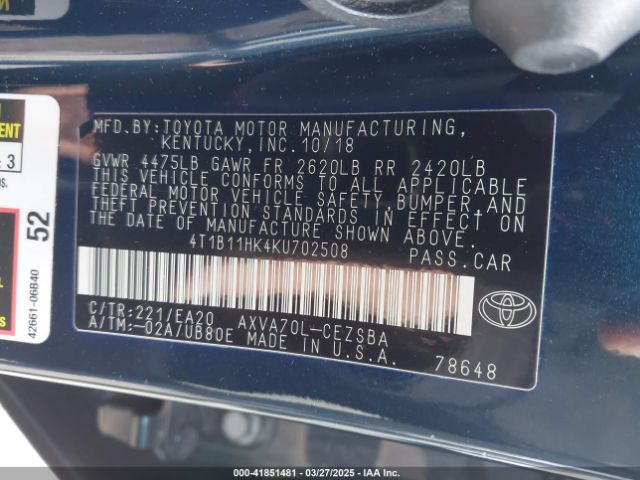 MFD.BY:TOYOTA MOTOR MANUFACTURING,
KENTUCKY,INC.10/18
GVWR 4475LB GAWR FR 2620LB RR 2420LB
THIS VEHICLE CONFORMS TO ALL APPLICABLE
FEDERAL MOTOR VEHICLE SAFETY,BUMPER,AND
THEFT PREVENTION STANDARDS IN EFFECT ON
THE DATE OF MANUFACTURE SHOWN ABOVE.
4T1B11HK4KU702508 PASS.CAR
C/TR:221/EA20 AXVA70L-CEZSBA
A/TM:-02A/UB80E MADE IN U.S.A.
78648
3
52
42661-06B40
000-41851481 | 03/27/2025 | IAA, Inc.